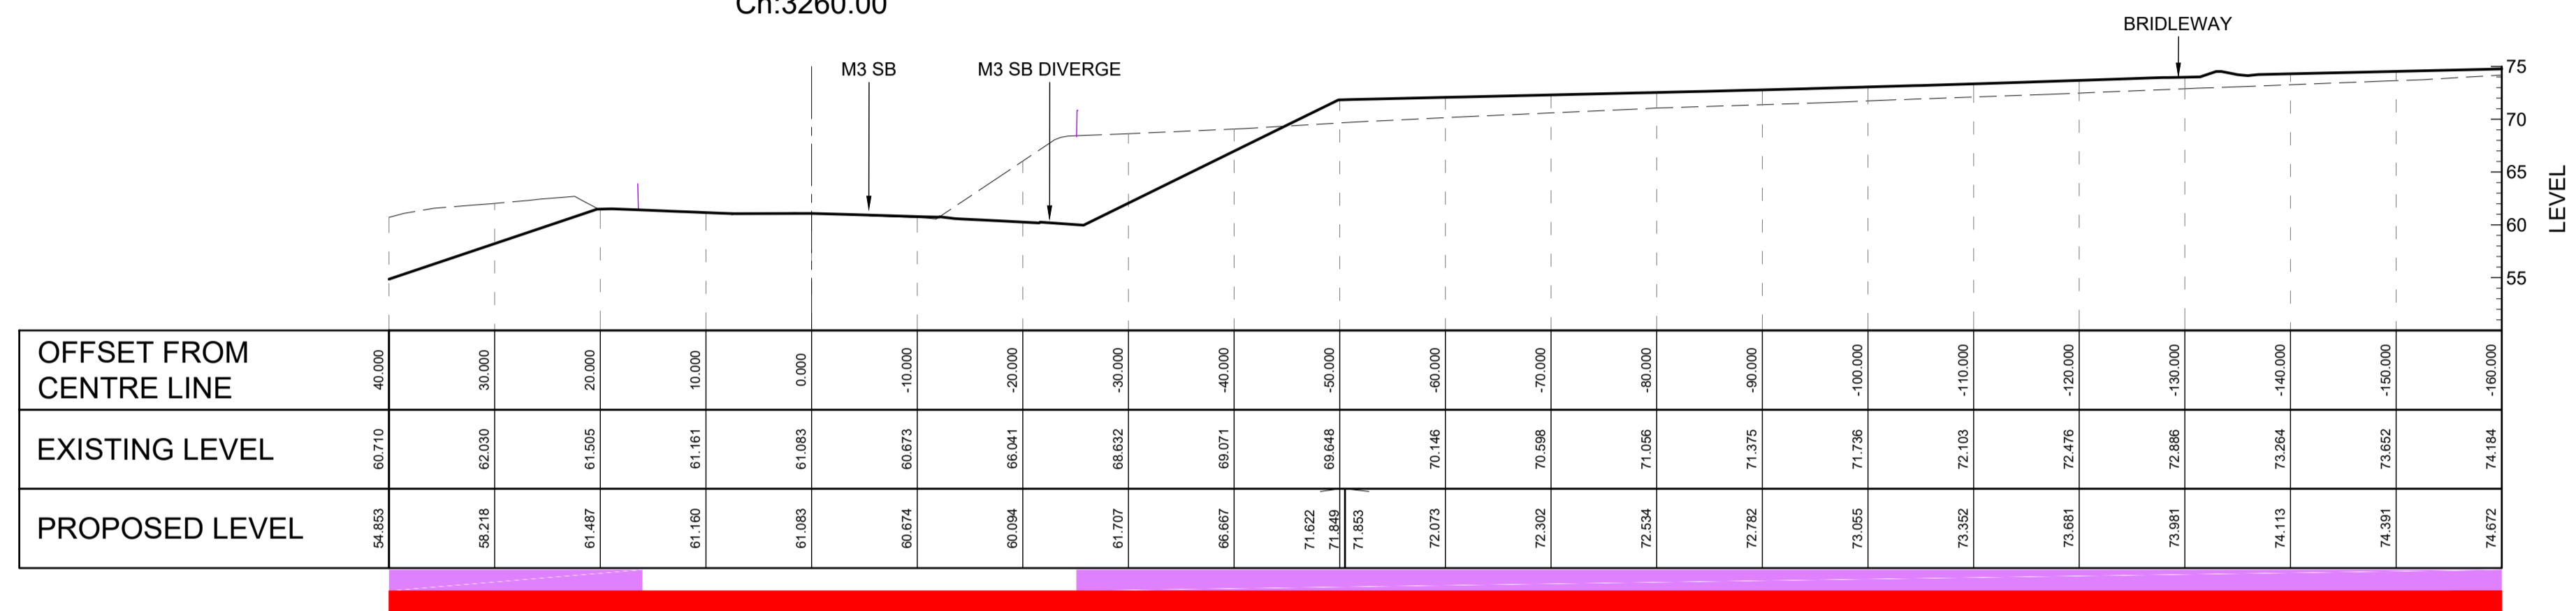 Ch:3260.00
BRIDLEWAY
M3 SB
M3 SB DIVERGE
75
70
65
60
55
LEVEL
OFFSET FROM
CENTRE LINE
40.000 30.000 20.000 10.000 0.000 -10.000 -20.000 -30.000 -40.000 -50.000 -60.000 -70.000 -80.000 -90.000 -100.000 -110.000 -120.000 -130.000 -140.000 -150.000 -160.000
EXISTING LEVEL
60.710 62.030 61.505 61.161 61.083 60.673 66.041 68.632 69.071 69.648 70.146 70.598 71.056 71.375 71.736 72.103 72.476 72.886 73.264 73.652 74.184
PROPOSED LEVEL
54.853 58.218 61.487 61.160 61.083 60.674 60.094 61.707 66.667 71.622 71.849 71.853 72.073 72.302 72.534 72.782 73.055 73.352 73.681 73.981 74.113 74.391 74.672